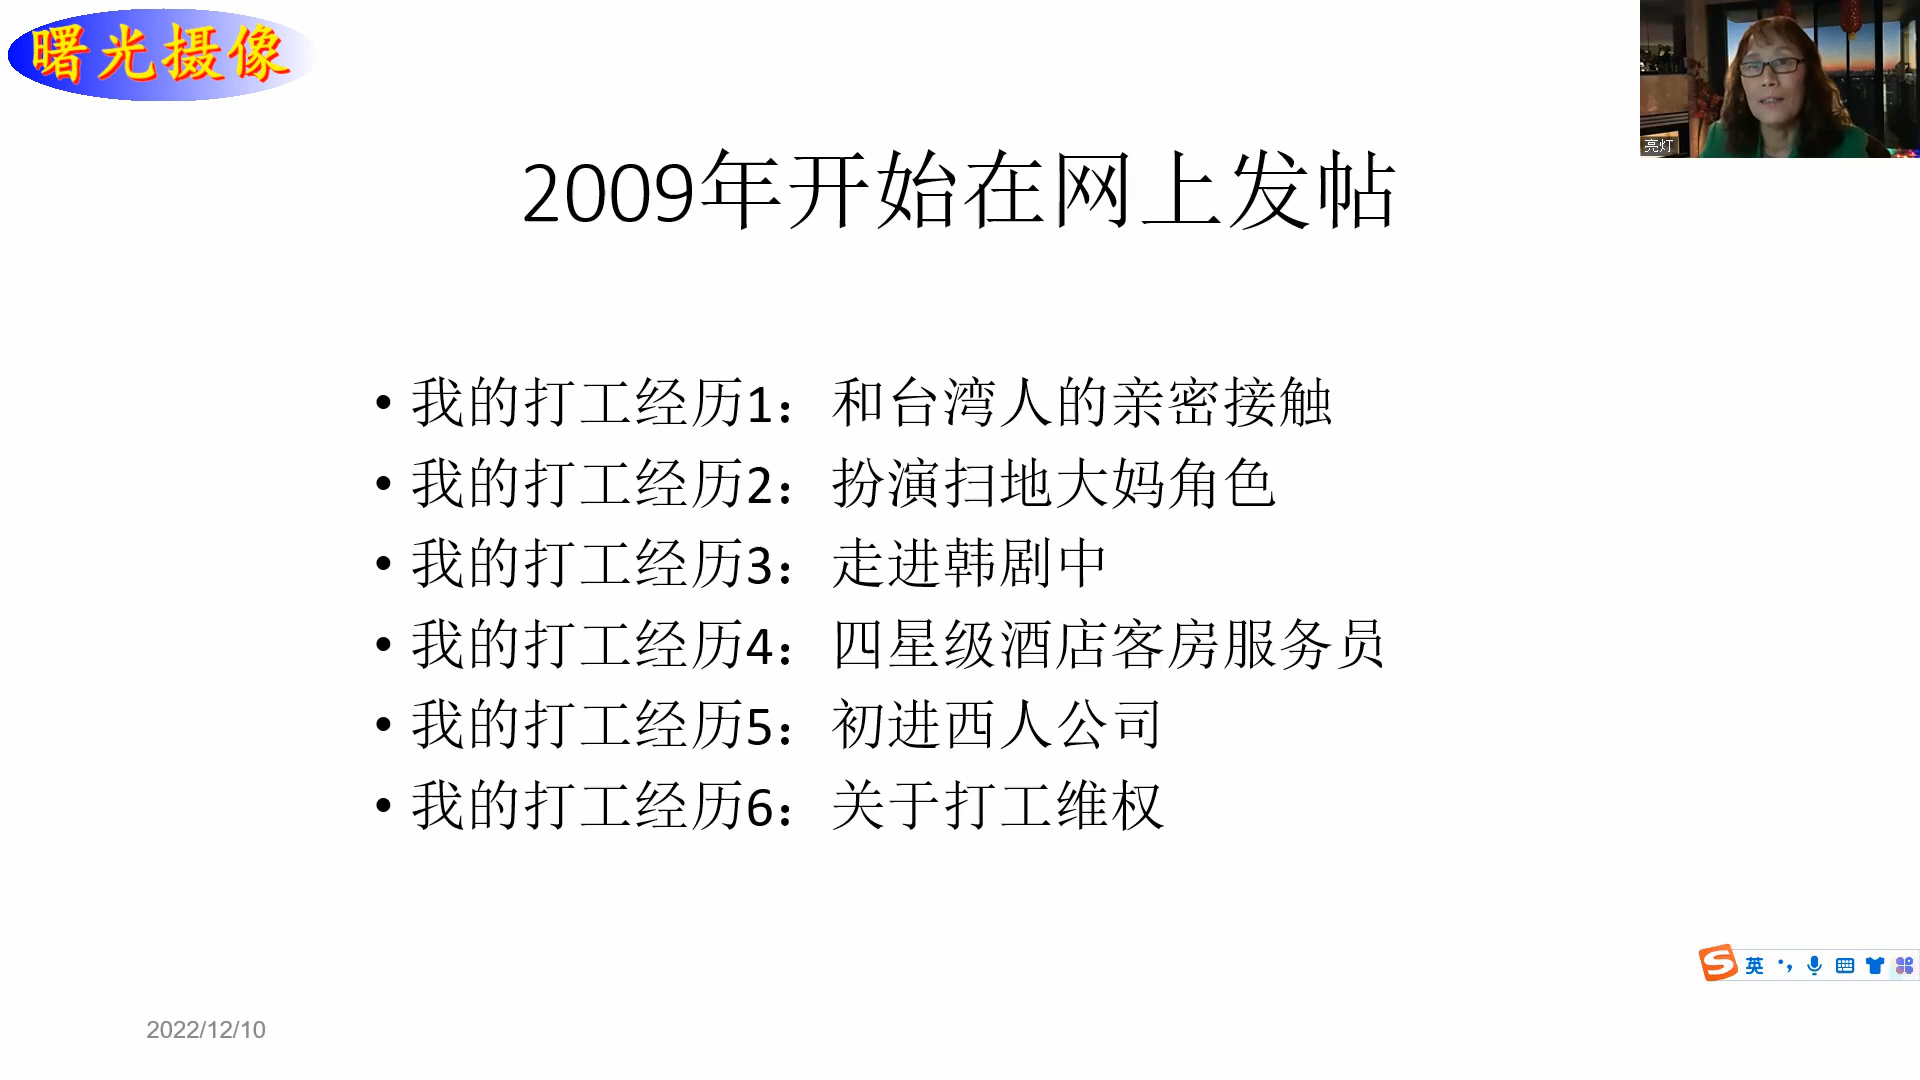 曙光摄像
亮灯
2009年开始在网上发帖
• 我的打工经历1：和台湾人的亲密接触
• 我的打工经历2：扮演扫地大妈角色
• 我的打工经历3：走进韩剧中
• 我的打工经历4：四星级酒店客房服务员
• 我的打工经历5：初进西人公司
• 我的打工经历6：关于打工维权
S 英
2022/12/10